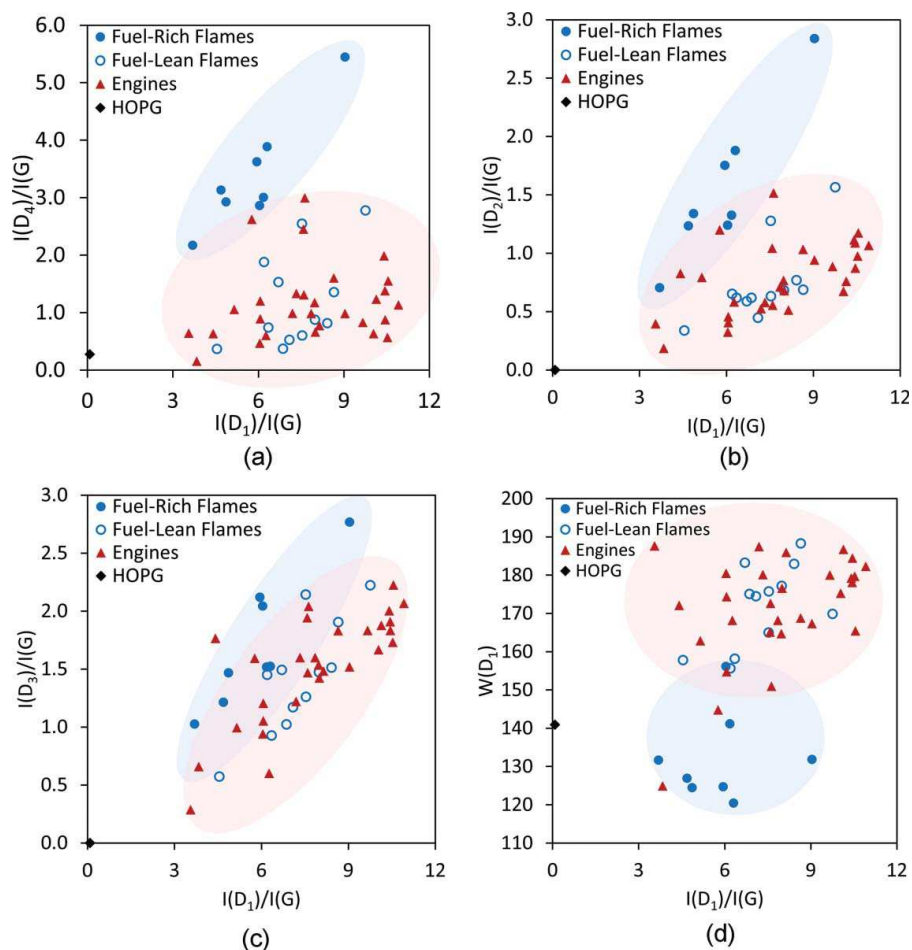 6.0
5.0
4.0
3.0
2.0
1.0
0.0
I(D₄)/I(G)
Fuel-Rich Flames
Fuel-Lean Flames
Engines
HOPG
0 3 6 9 12
I(D₁)/I(G)
(a)
3.0
2.5
2.0
1.5
1.0
0.5
0.0
I(D₂)/I(G)
Fuel-Rich Flames
Fuel-Lean Flames
Engines
HOPG
0 3 6 9 12
I(D₁)/I(G)
(b)
3.0
2.5
2.0
1.5
1.0
0.5
0.0
I(D₃)/I(G)
Fuel-Rich Flames
Fuel-Lean Flames
Engines
HOPG
0 3 6 9 12
I(D₁)/I(G)
(c)
200
190
180
170
160
150
140
130
120
110
W(D₁)
Fuel-Rich Flames
Fuel-Lean Flames
Engines
HOPG
0 3 6 9 12
I(D₁)/I(G)
(d)